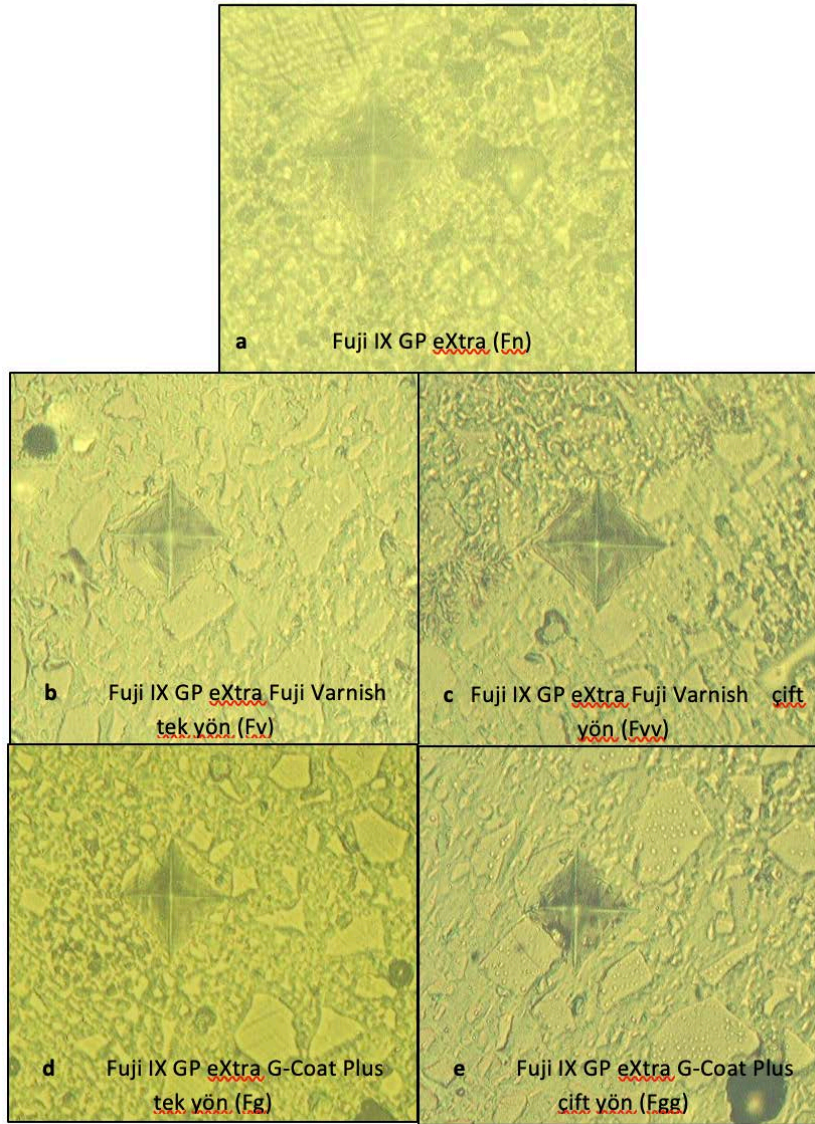 a Fuji IX GP eXtra (Fn)
b Fuji IX GP eXtra Fuji Varnish
tek yön (Fv)
c Fuji IX GP eXtra Fuji Varnish çift
yön (Fvv)
d Fuji IX GP eXtra G-Coat Plus
tek yön (Fg)
e Fuji IX GP eXtra G-Coat Plus
çift yön (Fgg)